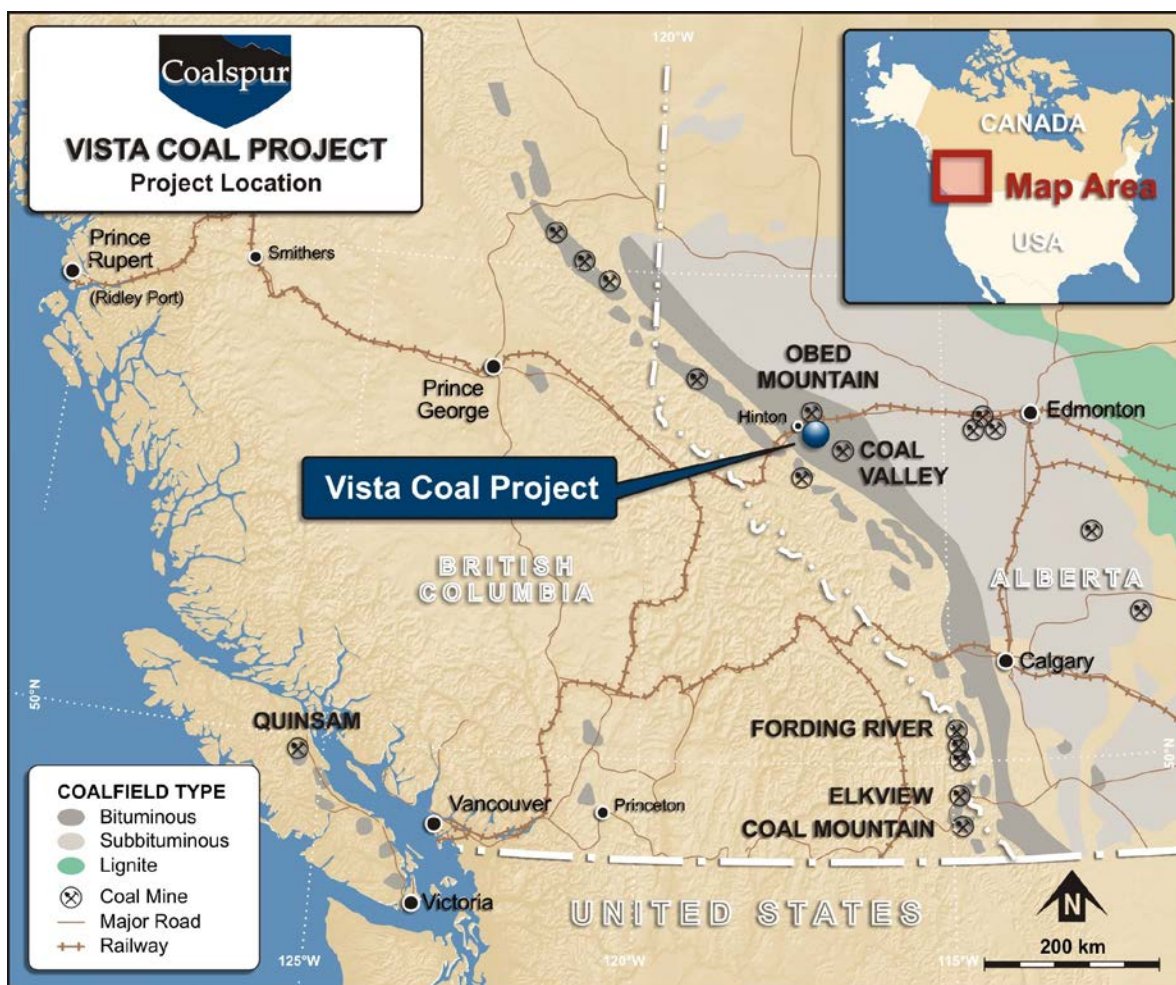 Coalspur
VISTA COAL PROJECT
Project Location
120°W
CANADA
Map Area
USA
Prince
Rupert
(Ridley Port)
Smithers
Prince
George
OBED
MOUNTAIN
Hinton
Edmonton
COAL
VALLEY
Vista Coal Project
BRITISH
COLUMBIA
ALBERTA
Calgary
50°N
QUINSAM
FORDING RIVER
50°N
ELKVIEW
COAL MOUNTAIN
Vancouver
Princeton
Victoria
UNITED STATES
COALFIELD TYPE
Bituminous
Subbituminous
Lignite
Coal Mine
Major Road
Railway
125°W
120°W
115°W
N
200 km